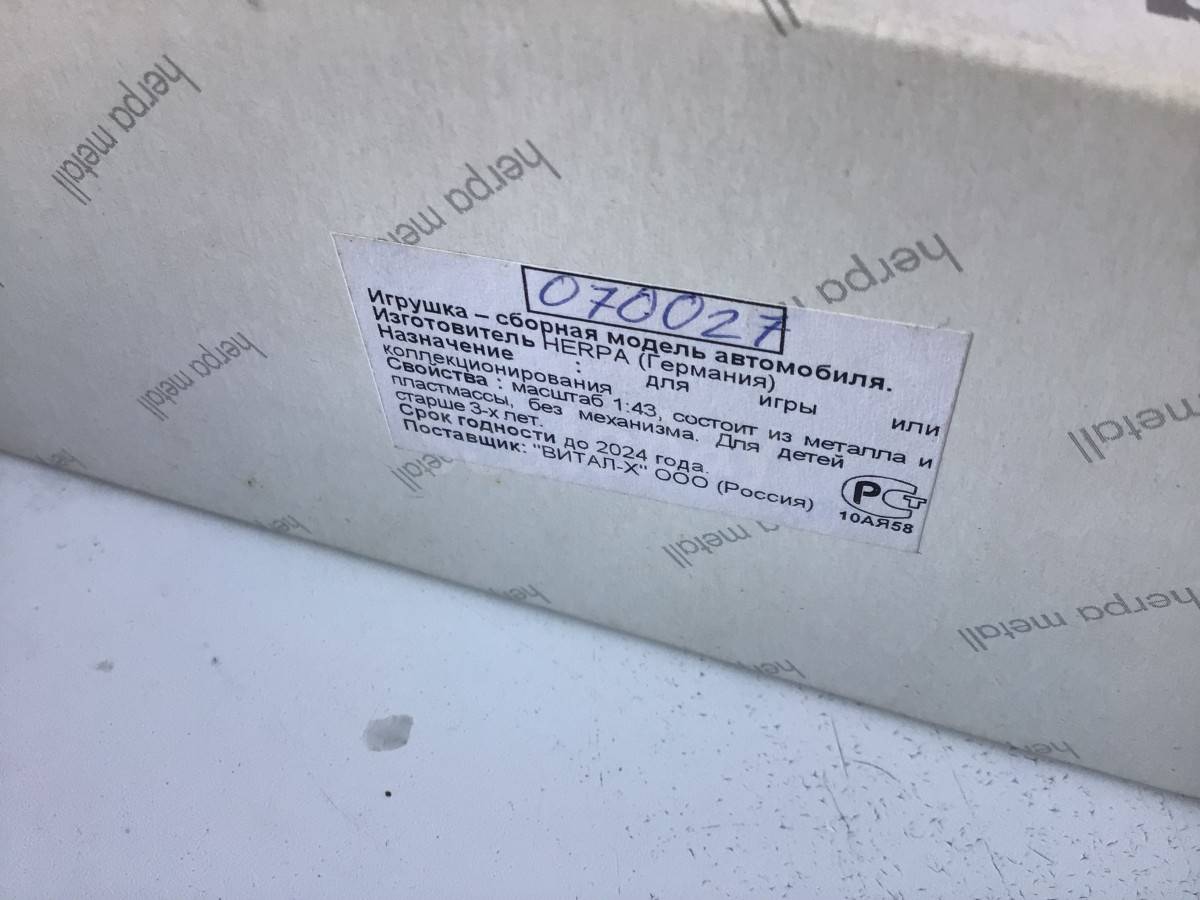 herpa metall
herpa metall
herpa
herpa metall
070027
Игрушка – сборная модель автомобиля.
Изготовитель HERPA (Германия)
Назначение : для игры или
коллекционирования
Свойства : масштаб 1:43, состоит из металла и
пластмассы, без механизма. Для детей
старше 3-х лет.
Срок годности до 2024 года.
Поставщик: "ВИТАЛ-Х" ООО (Россия)
РСТ
10АЯ58
metall
metall
herpa metall